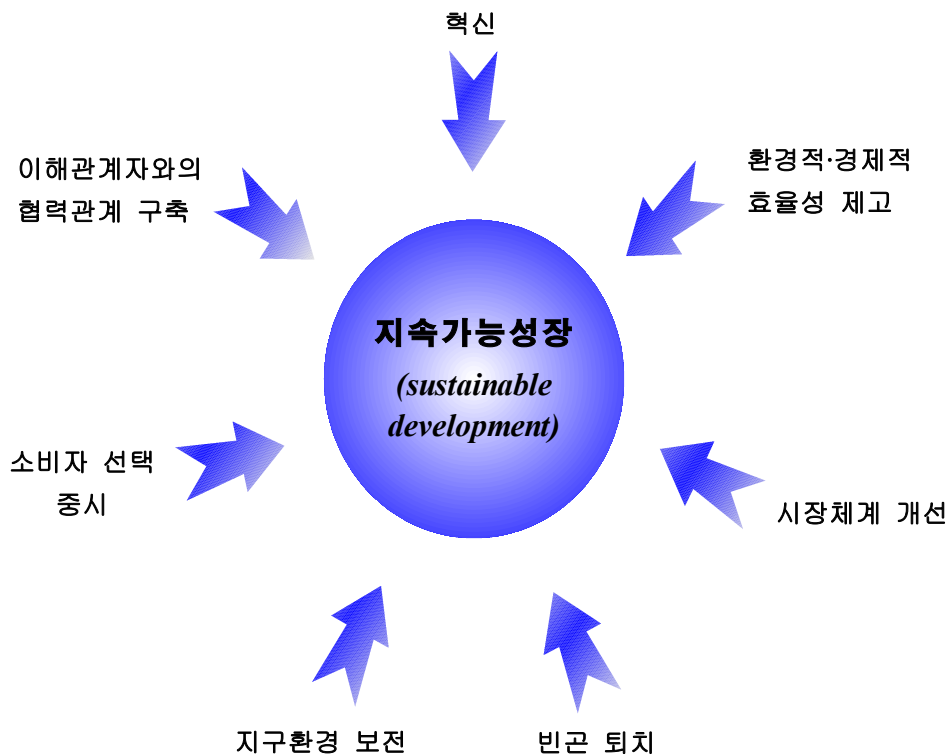 혁신
이해관계자와의
협력관계 구축
환경적·경제적
효율성 제고
지속가능성장
(sustainable
development)
소비자 선택
중시
시장체계 개선
지구환경 보전
빈곤 퇴치